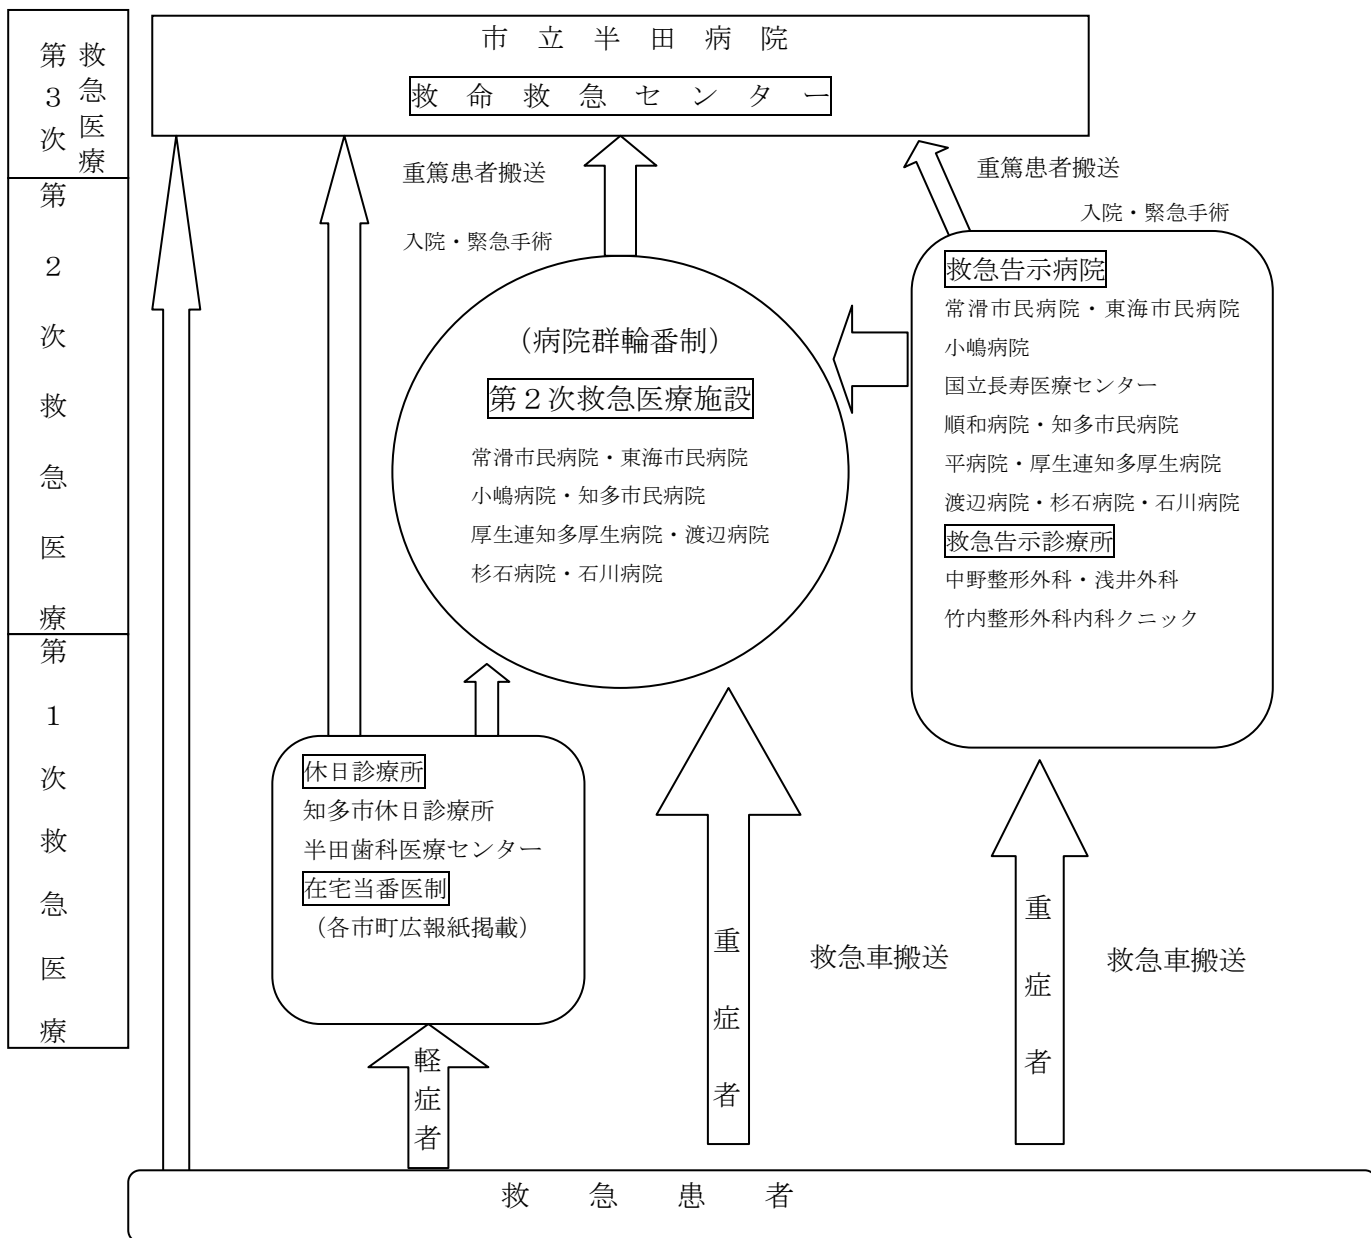 市立半田病院
救命救急センター
第３次
救急医療
第２次救急医療
第１次救急医療
重篤患者搬送
入院・緊急手術
重篤患者搬送
入院・緊急手術
（病院群輪番制）
第２次救急医療施設
常滑市民病院・東海市民病院
小嶋病院・知多市民病院
厚生連知多厚生病院・渡辺病院
杉石病院・石川病院
救急告示病院
常滑市民病院・東海市民病院
小嶋病院
国立長寿医療センター
順和病院・知多市民病院
平病院・厚生連知多厚生病院
渡辺病院・杉石病院・石川病院
救急告示診療所
中野整形外科・浅井外科
竹内整形外科内科クニック
休日診療所
知多市休日診療所
半田歯科医療センター
在宅当番医制
（各市町広報紙掲載）
軽症者
重症者
救急車搬送
重症者
救急車搬送
救急患者